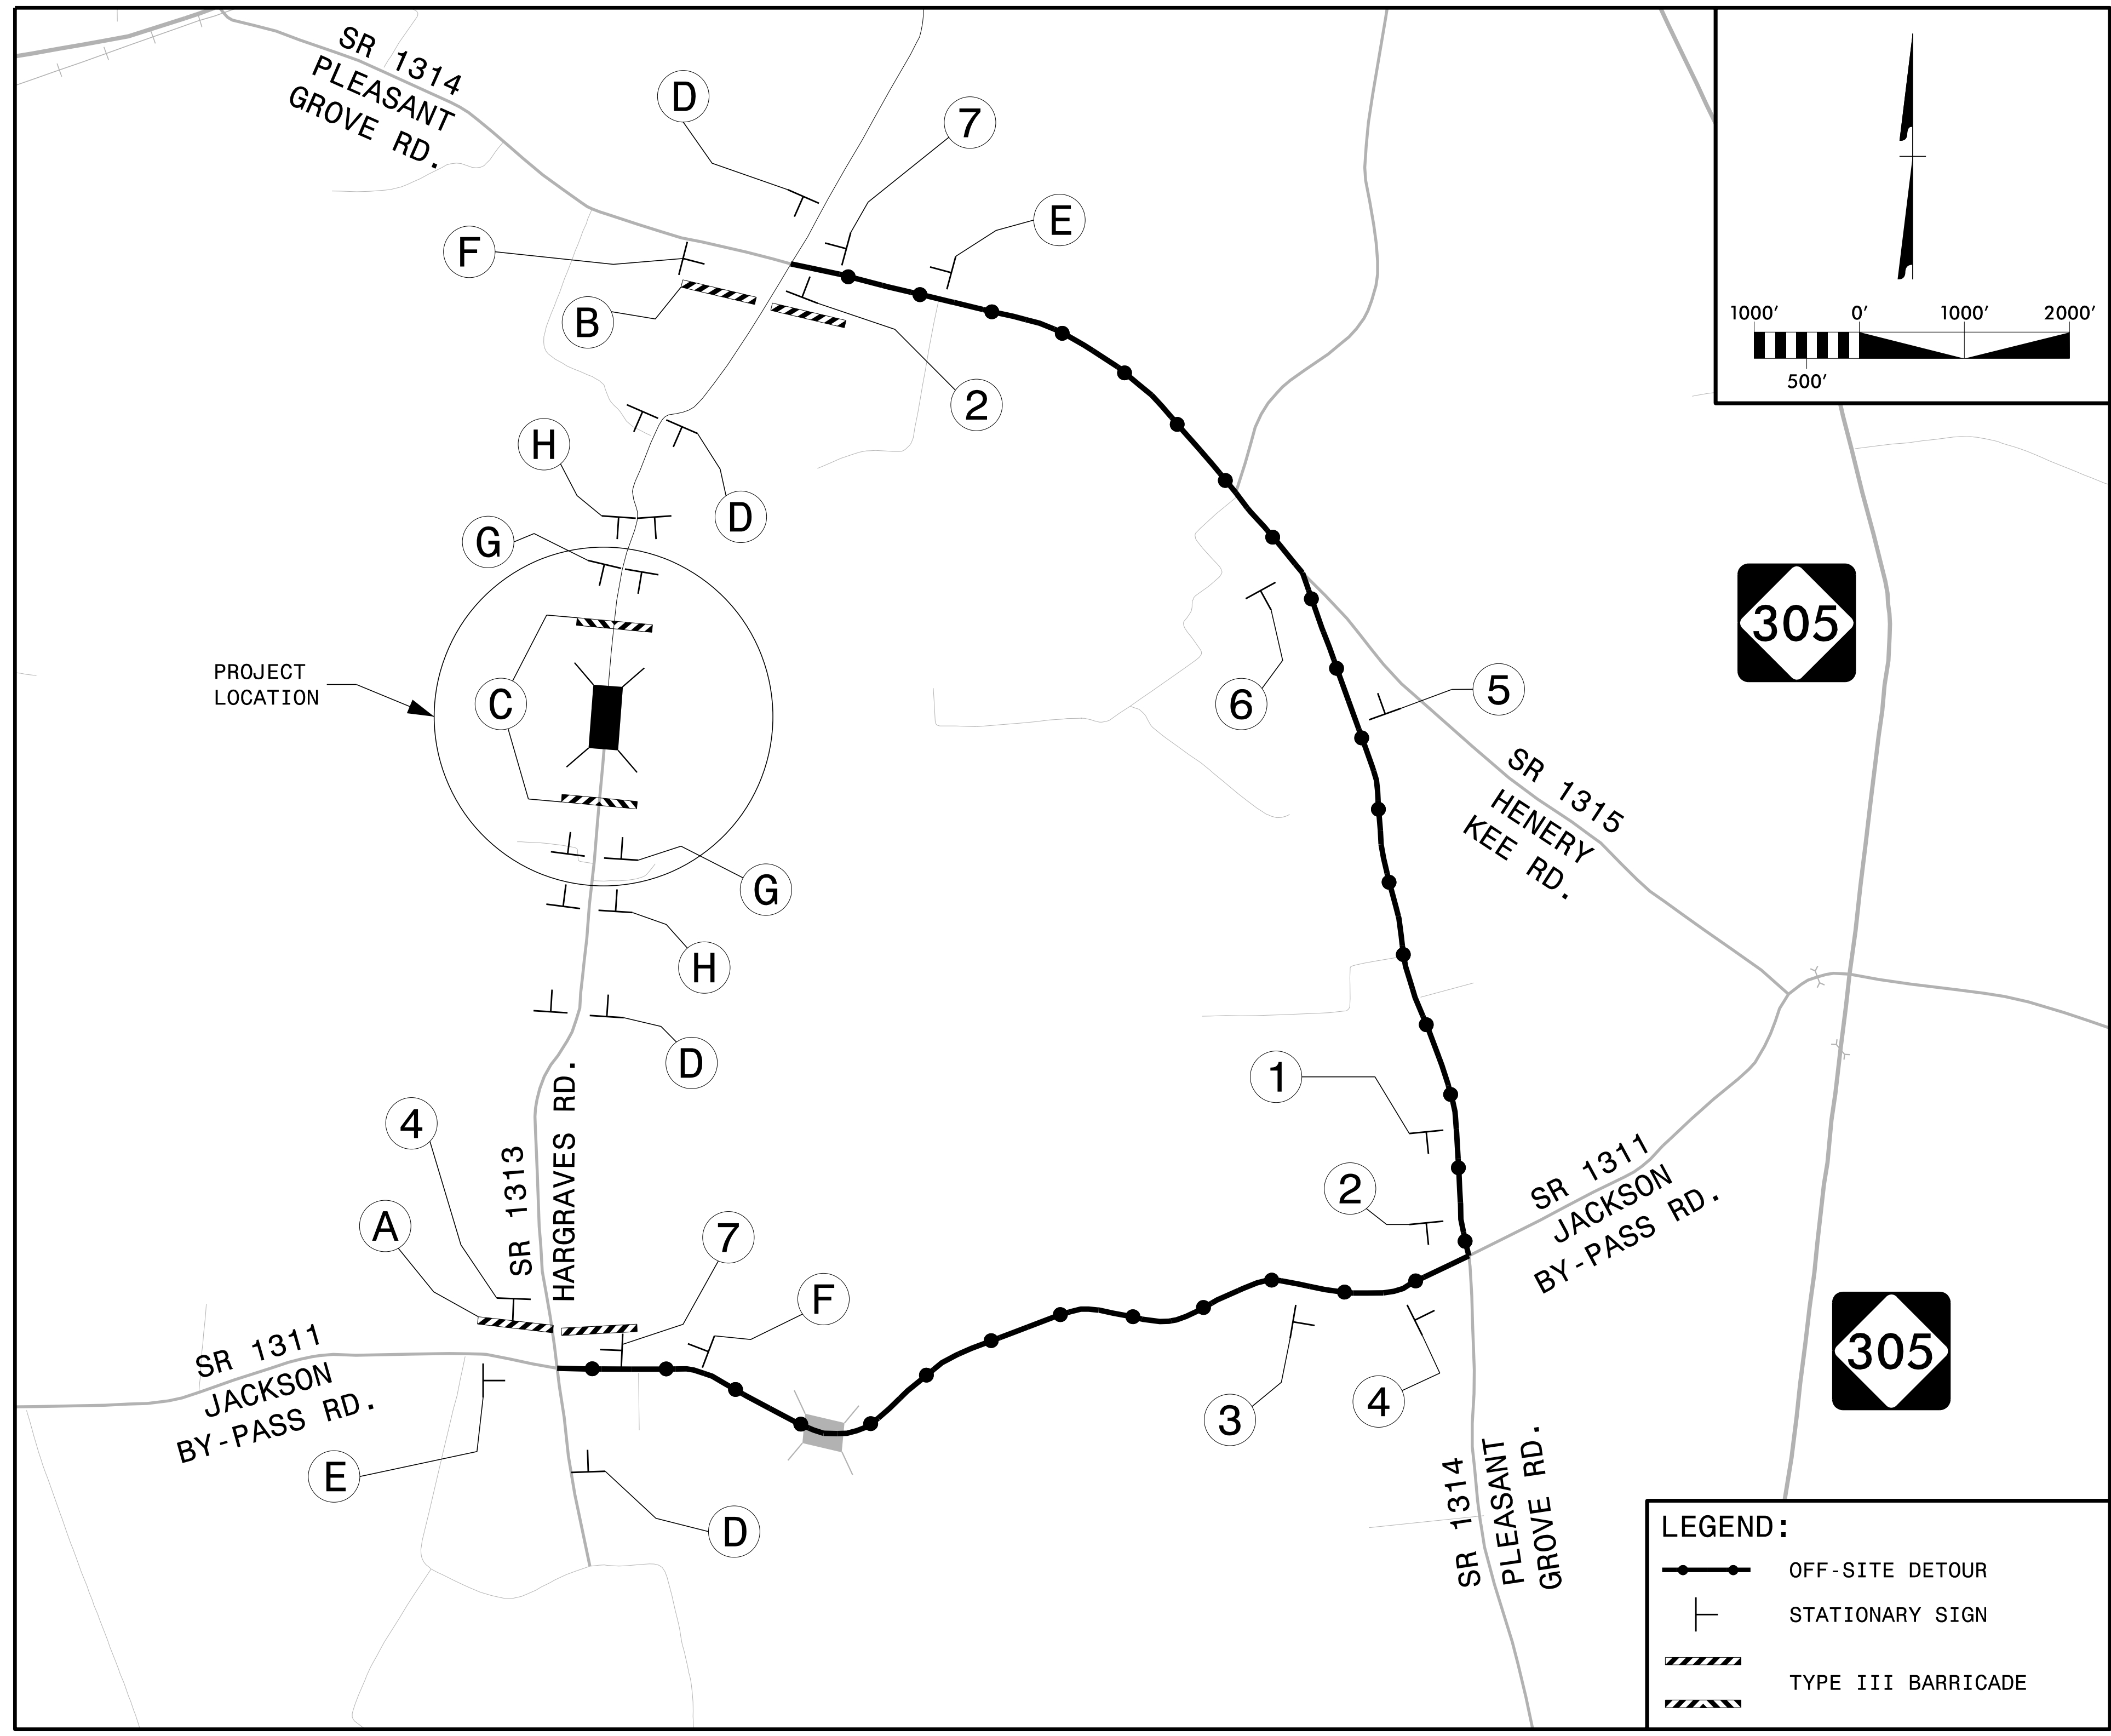 SR 1314
PLEASANT
GROVE RD.
D
7
E
F
B
2
H
D
G
C
PROJECT
LOCATION
G
H
D
4
A
SR 1313
HARGRAVES RD.
7
F
SR 1311
JACKSON
BY-PASS RD.
E
D
6
5
SR 1315
HENERY
KEE RD.
1
2
SR 1311
JACKSON
BY-PASS RD.
3
4
SR 1314
PLEASANT
GROVE RD.
305
305
1000' 0' 1000' 2000'
500'
LEGEND:
OFF-SITE DETOUR
STATIONARY SIGN
TYPE III BARRICADE